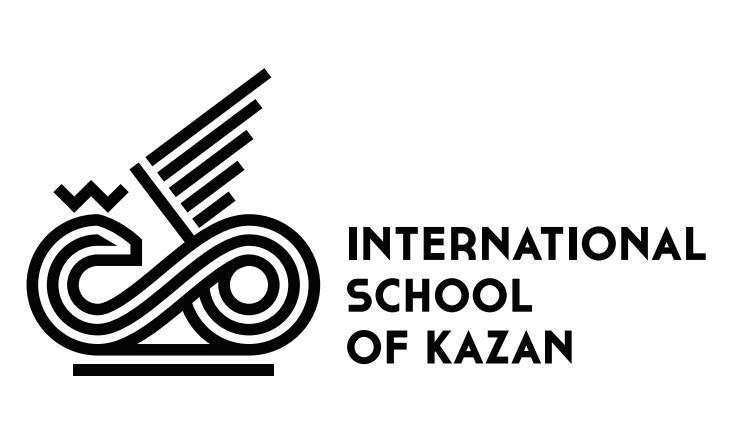 INTERNATIONAL
SCHOOL
OF KAZAN